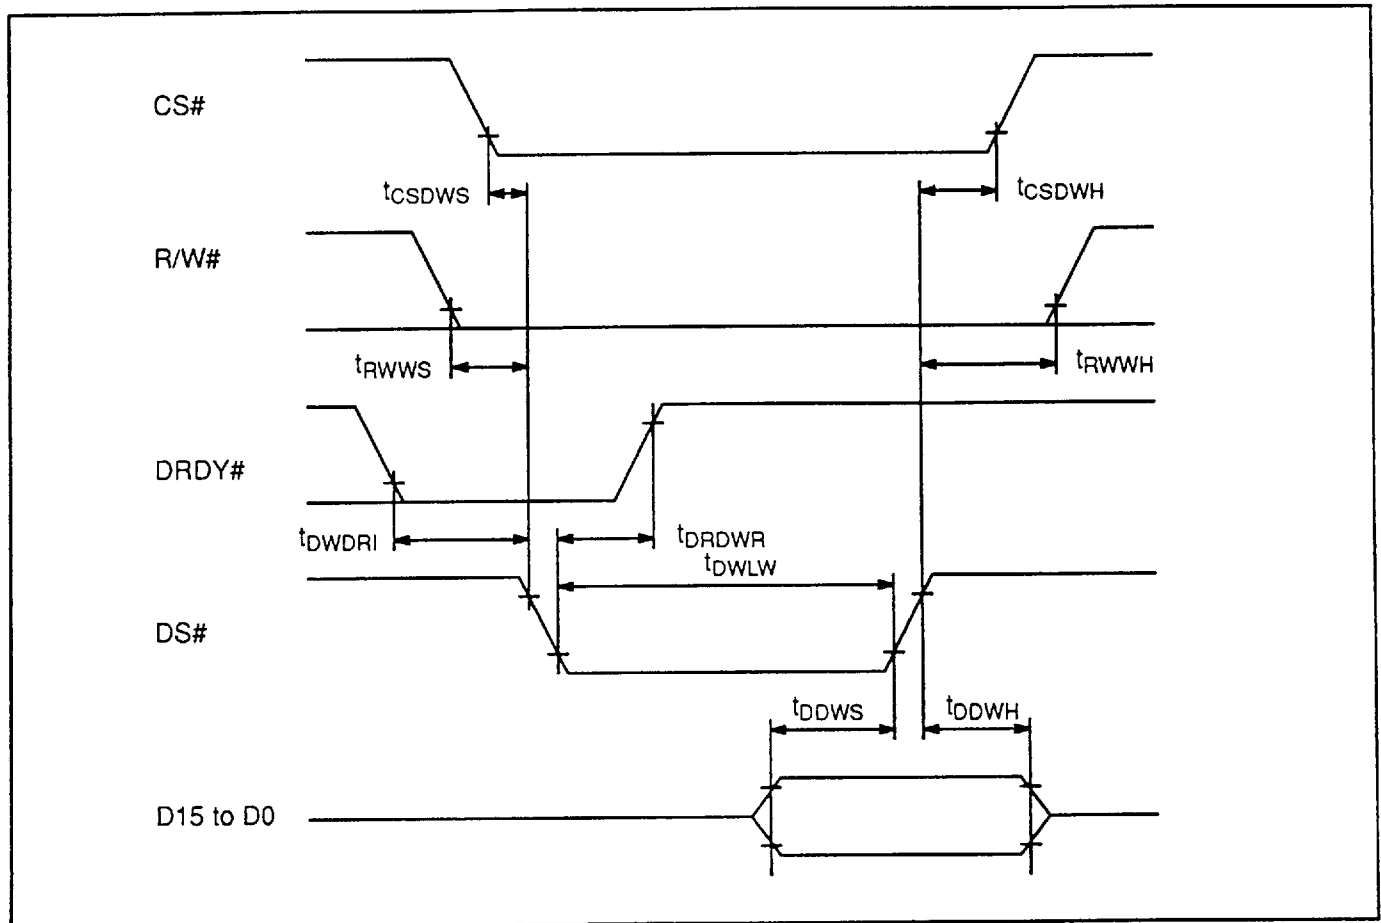 CS#
tCSDWS
tCSDWH
R/W#
tRWWS
tRWWH
DRDY#
tDWDRI
tDRDWR
tDWLW
DS#
tDDWS
tDDWH
D15 to D0